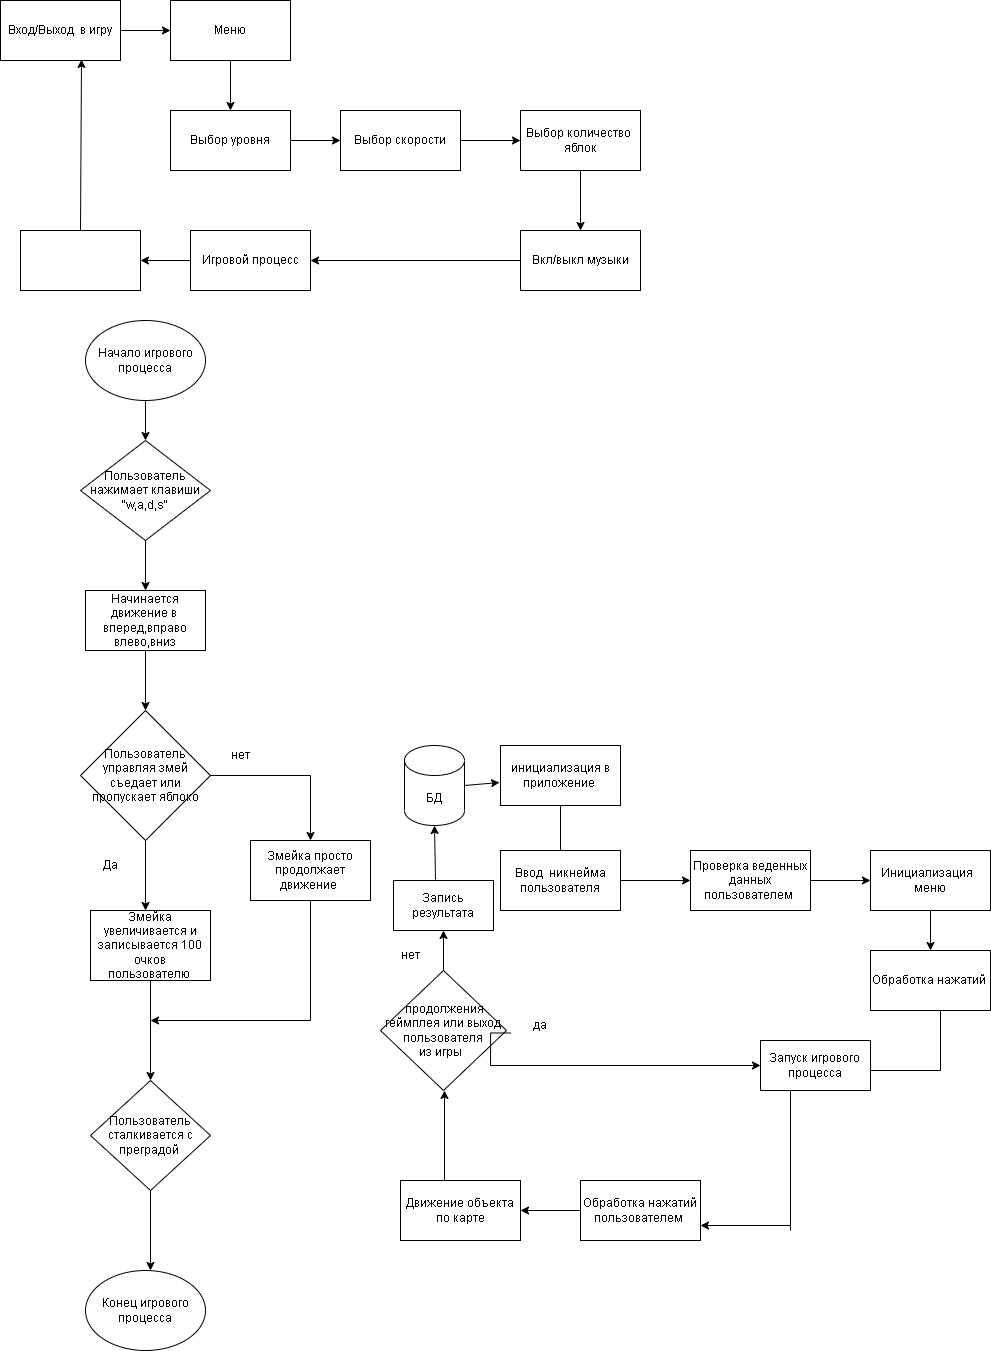 Вход/Выход в игру
Меню
Выбор уровня
Выбор скорости
Выбор количество
яблок
Игровой процесс
Вкл/выкл музыки
Начало игрового
процесса
Пользователь
нажимает клавиши
"w,a,d,s"
Начинается
движение в
вперед,вправо
влево,вниз
Пользователь
управляя змей
съедает или
пропускает яблоко
нет
Да
Змейка просто
продолжает
движение
Змейка
увеличивается и
записывается 100
очков пользователю
Пользователь
сталкивается с
преградой
Конец игрового
процесса
БД
инициализация в
приложение
Ввод никнейма
пользователя
Проверка веденных
данных
пользователем
Инициализация
меню
Запись
результата
нет
Обработка нажатий
продолжения
геймплея или выход
пользователя
из игры
да
Запуск игрового
процесса
Движение объекта
по карте
Обработка нажатий
пользователем